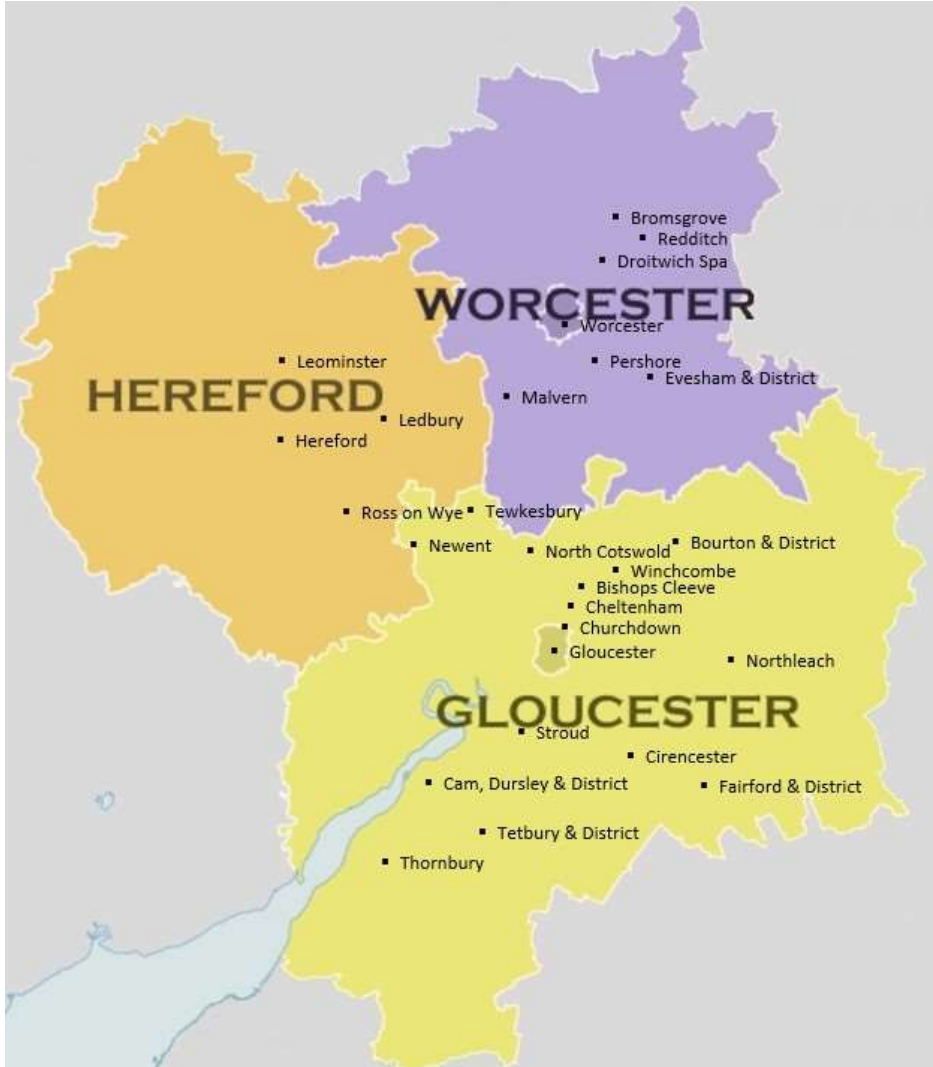 Bromsgrove
Redditch
Droitwich Spa
WORCESTER
Worcester
Leominster
Pershore
Evesham & District
HEREFORD
Malvern
Ledbury
Hereford
Ross on Wye
Tewkesbury
Newent
North Cotswold
Bourton & District
Winchcombe
Bishops Cleeve
Cheltenham
Churchdown
Gloucester
Northleach
GLOUCESTER
Stroud
Cirencester
Cam, Dursley & District
Fairford & District
Tetbury & District
Thornbury